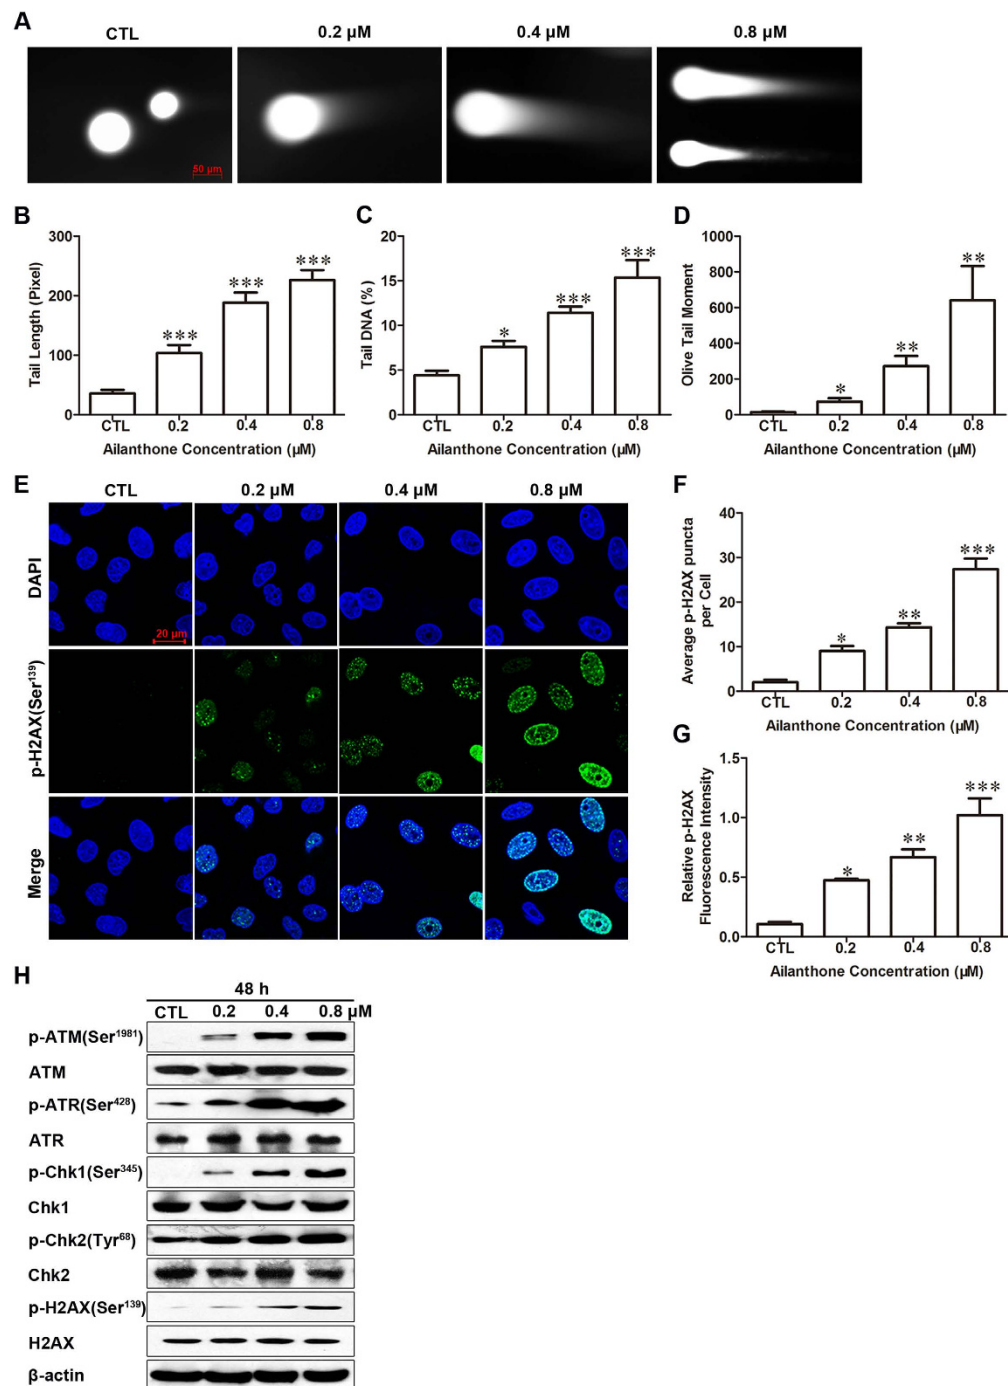 A
CTL 0.2 µM 0.4 µM 0.8 µM
50 µm
B
Tail Length (Pixel)
300
200
100
0
***
***
***
CTL 0.2 0.4 0.8
Ailanthone Concentration (µM)
C
Tail DNA (%)
20
15
10
5
0
*
***
***
CTL 0.2 0.4 0.8
Ailanthone Concentration (µM)
D
Olive Tail Moment
1000
800
600
400
200
0
*
**
**
CTL 0.2 0.4 0.8
Ailanthone Concentration (µM)
E
CTL 0.2 µM 0.4 µM 0.8 µM
DAPI
20 µm
p-H2AX(Ser139)
Merge
F
Average p-H2AX puncta
per Cell
40
30
20
10
0
*
**
***
CTL 0.2 0.4 0.8
Ailanthone Concentration (µM)
G
Relative p-H2AX
Fluorescence Intensity
1.5
1.0
0.5
0.0
*
**
***
CTL 0.2 0.4 0.8
Ailanthone Concentration (µM)
H
48 h
CTL 0.2 0.4 0.8 µM
p-ATM(Ser1981)
ATM
p-ATR(Ser428)
ATR
p-Chk1(Ser345)
Chk1
p-Chk2(Tyr68)
Chk2
p-H2AX(Ser139)
H2AX
β-actin